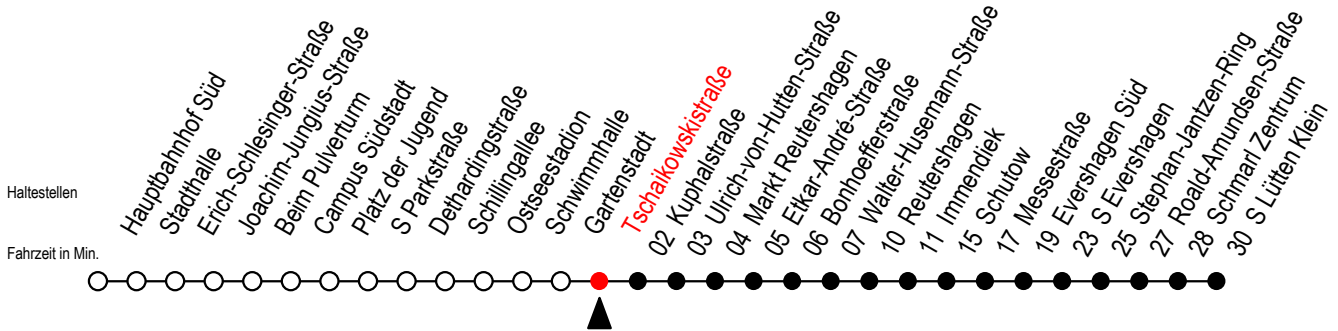 Haltestellen
Hauptbahnhof Süd
Stadthalle
Erich-Schlesinger-Straße
Joachim-Jungius-Straße
Beim Pulverturm
Campus Südstadt
Platz der Jugend
S Parkstraße
Dethardingstraße
Schillingallee
Ostseestadion
Schwimmhalle
Gartenstadt
Tschaikowskistraße
02 Kuphalstraße
03 Ulrich-von-Hutten-Straße
04 Markt Reutershagen
05 Etkar-André-Straße
06 Bonhoefferstraße
07 Walter-Husemann-Straße
10 Reutershagen
11 Immendiek
15 Schutow
17 Messestraße
19 Evershagen Süd
23 S Evershagen
25 Stephan-Jantzen-Ring
27 Roald-Amundsen-Straße
28 Schmarl Zentrum
30 S Lütten Klein
Fahrzeit in Min.